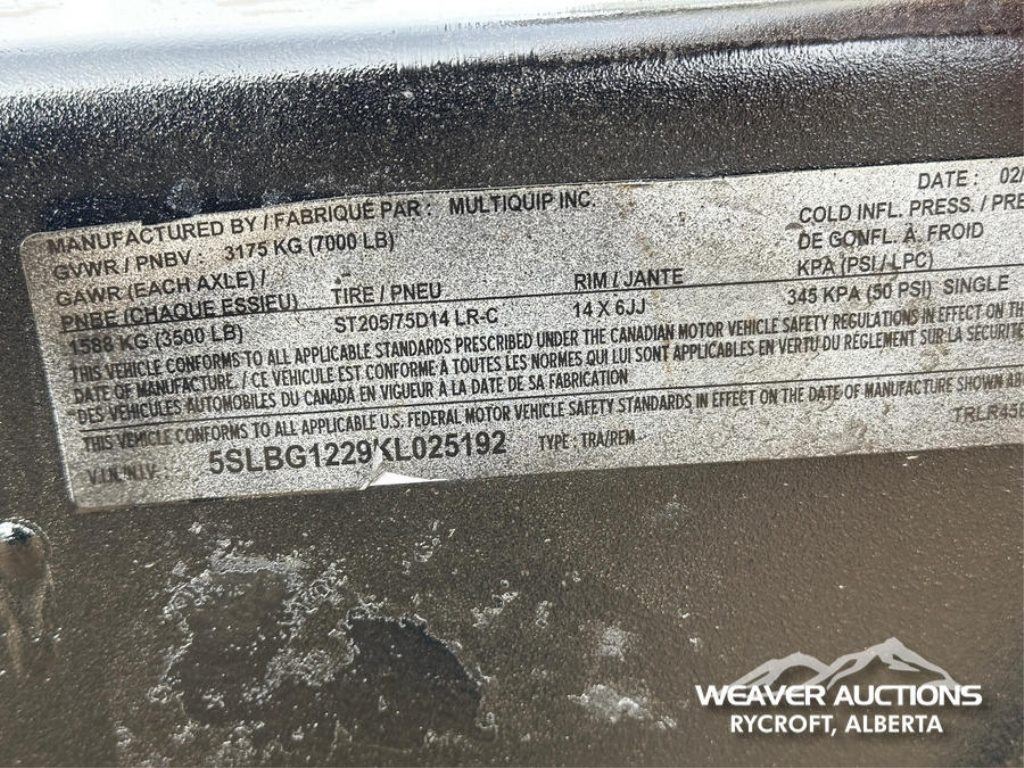 MANUFACTURED BY / FABRIQUÉ PAR : MULTIQUIP INC. DATE : 02/
GVWR / PNBV : 3175 KG (7000 LB) COLD INFL. PRESS. / PRE
GAWR (EACH AXLE) / DE GONFL. À. FROID
PNBE (CHAQUE ESSIEU) TIRE / PNEU RIM / JANTE KPA (PSI / LPC)
1588 KG (3500 LB) ST205/75D14 LR-C 14 X 6JJ 345 KPA (50 PSI) SINGLE
THIS VEHICLE CONFORMS TO ALL APPLICABLE STANDARDS PRESCRIBED UNDER THE CANADIAN MOTOR VEHICLE SAFETY REGULATIONS IN EFFECT ON TH
DATE OF MANUFACTURE. / CE VÉHICULE EST CONFORME À TOUTES LES NORMES QUI LUI SONT APPLICABLES EN VERTU DU RÈGLEMENT SUR LA SÉCURITÉ
DES VÉHICULES AUTOMOBILES DU CANADA EN VIGUEUR À LA DATE DE SA FABRICATION
THIS VEHICLE CONFORMS TO ALL APPLICABLE U.S. FEDERAL MOTOR VEHICLE SAFETY STANDARDS IN EFFECT ON THE DATE OF MANUFACTURE SHOWN AB
V.I.N./N.I.V. : 5SLBG1229KL025192 TYPE : TRA/REM TRLR45
WEAVER AUCTIONS
RYCROFT, ALBERTA